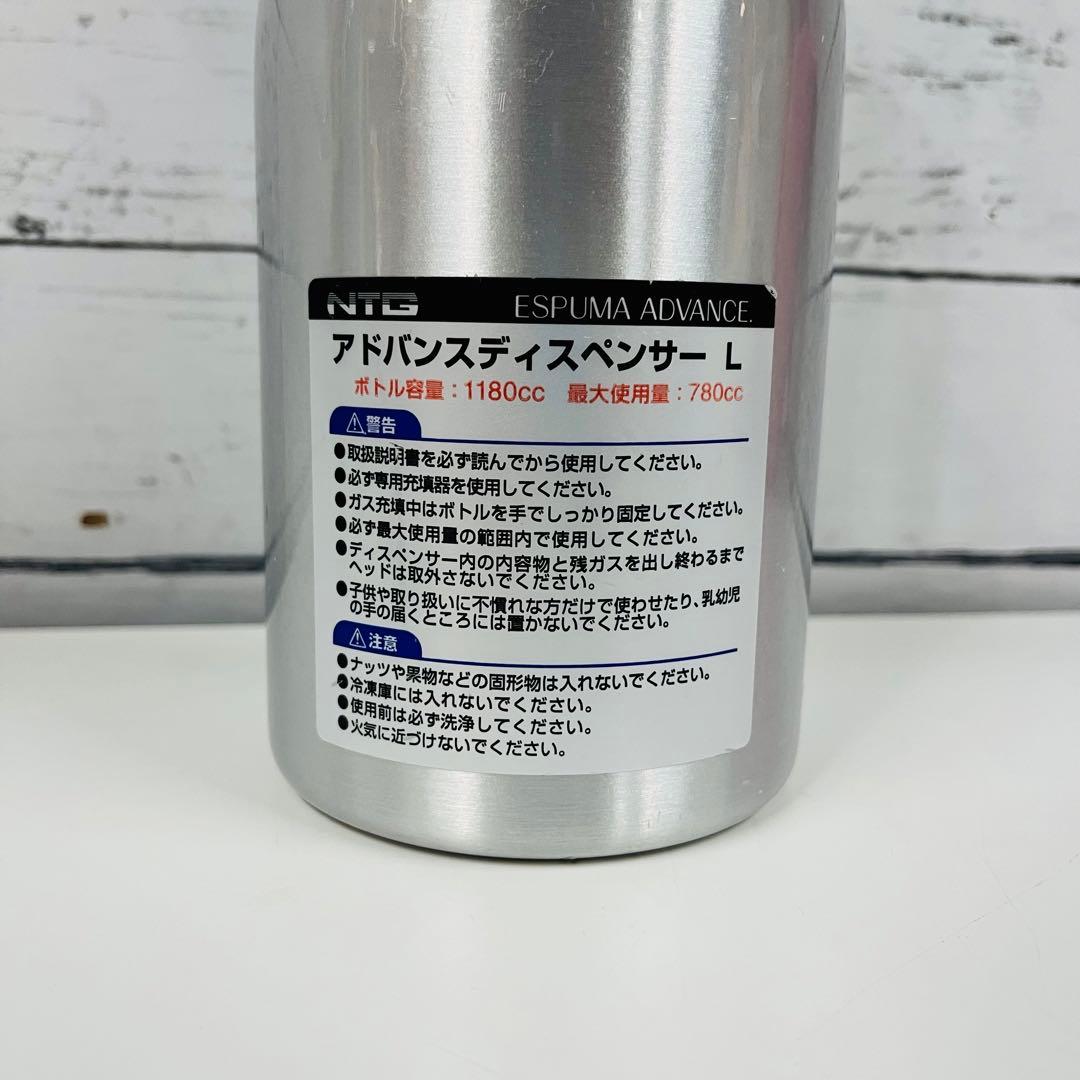 NTG ESPUMA ADVANCE.
アドバンスディスペンサー L
ボトル容量：1180cc 最大使用量：780cc
⚠警告
●取扱説明書を必ず読んでから使用してください。
●必ず専用充填器を使用してください。
●ガス充填中はボトルを手でしっかり固定してください。
●必ず最大使用量の範囲内で使用してください。
●ディスペンサー内の内容物と残ガスを出し終わるまで
ヘッドは取外さないでください。
●子供や取り扱いに不慣れな方だけで使わせたり、乳幼児
の手の届くところには置かないでください。
⚠注意
●ナッツや果物などの固形物は入れないでください。
●冷凍庫には入れないでください。
●使用前は必ず洗浄してください。
●火気に近づけないでください。